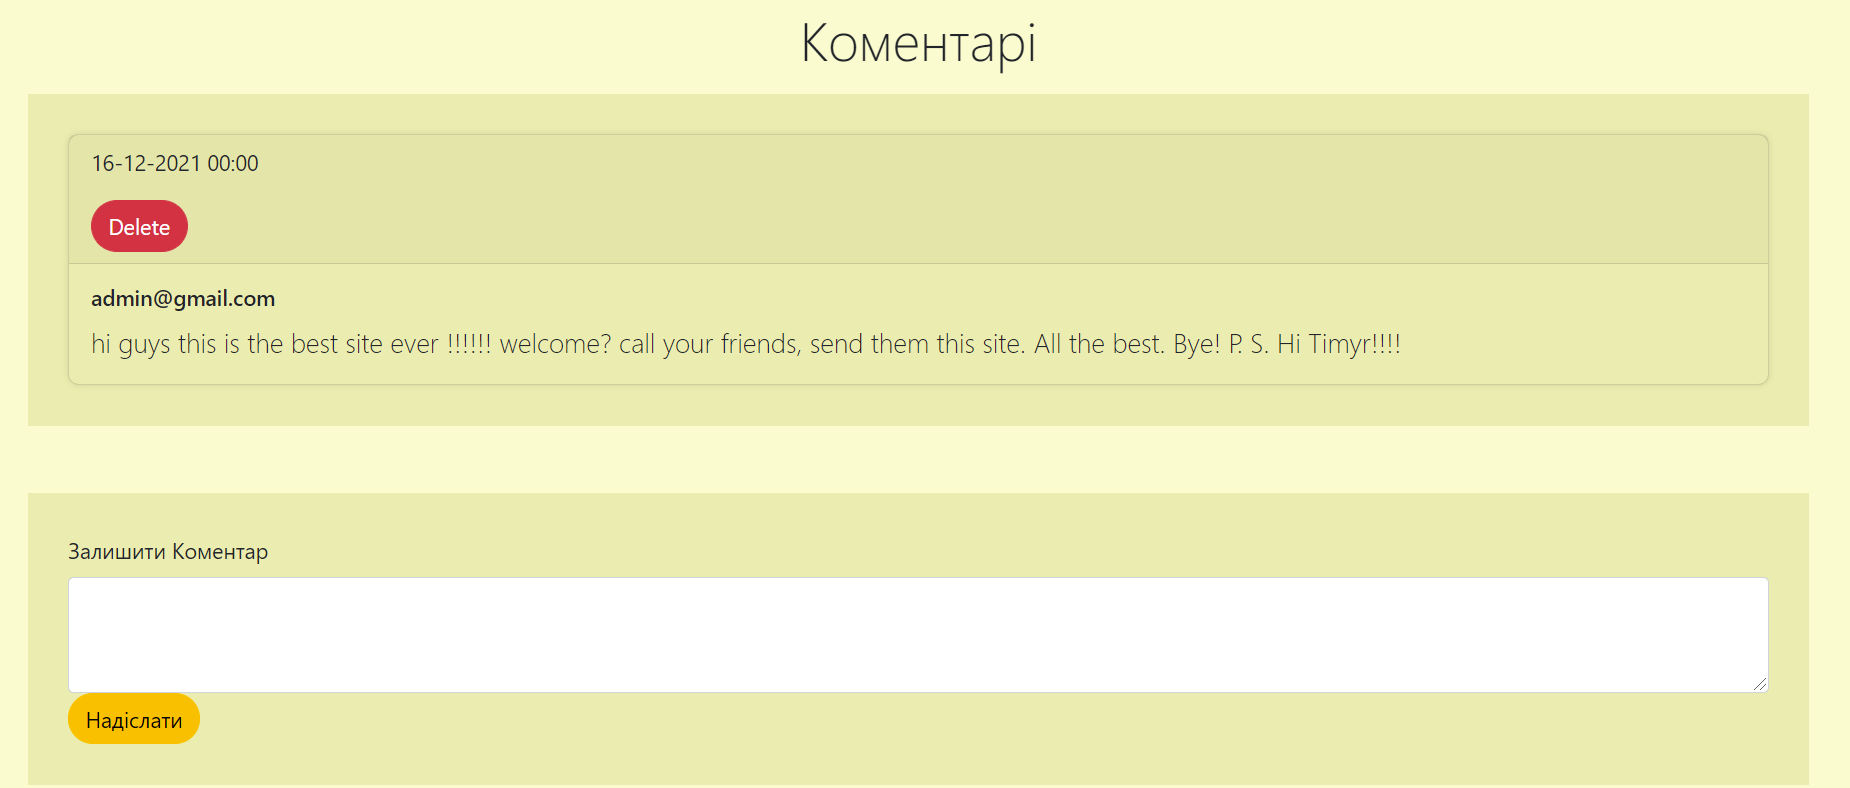 Коментарі
16-12-2021 00:00
Delete
admin@gmail.com
hi guys this is the best site ever !!!!!! welcome? call your friends, send them this site. All the best. Bye! P. S. Hi Timyr!!!!
Залишити Коментар
Надіслати